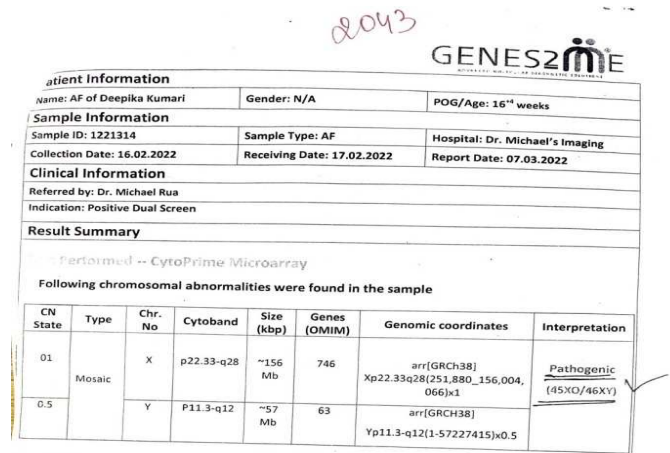 2043
GENES2ME
atient Information
Name: AF of Deepika Kumari Gender: N/A POG/Age: 16+4 weeks
Sample Information
Sample ID: 1221314 Sample Type: AF Hospital: Dr. Michael's Imaging
Collection Date: 16.02.2022 Receiving Date: 17.02.2022 Report Date: 07.03.2022
Clinical Information
Referred by: Dr. Michael Rua
Indication: Positive Dual Screen
Result Summary
Performed -- CytoPrime Microarray
Following chromosomal abnormalities were found in the sample
CN State Type Chr. No Cytoband Size (kbp) Genes (OMIM) Genomic coordinates Interpretation
01 Mosaic X p22.33-q28 ~156 Mb 746 arr[GRCh38] Xp22.33q28(251,880_156,004,066)x1 Pathogenic (45XO/46XY)
0.5 Y P11.3-q12 ~57 Mb 63 arr[GRCH38] Yp11.3-q12(1-57227415)x0.5